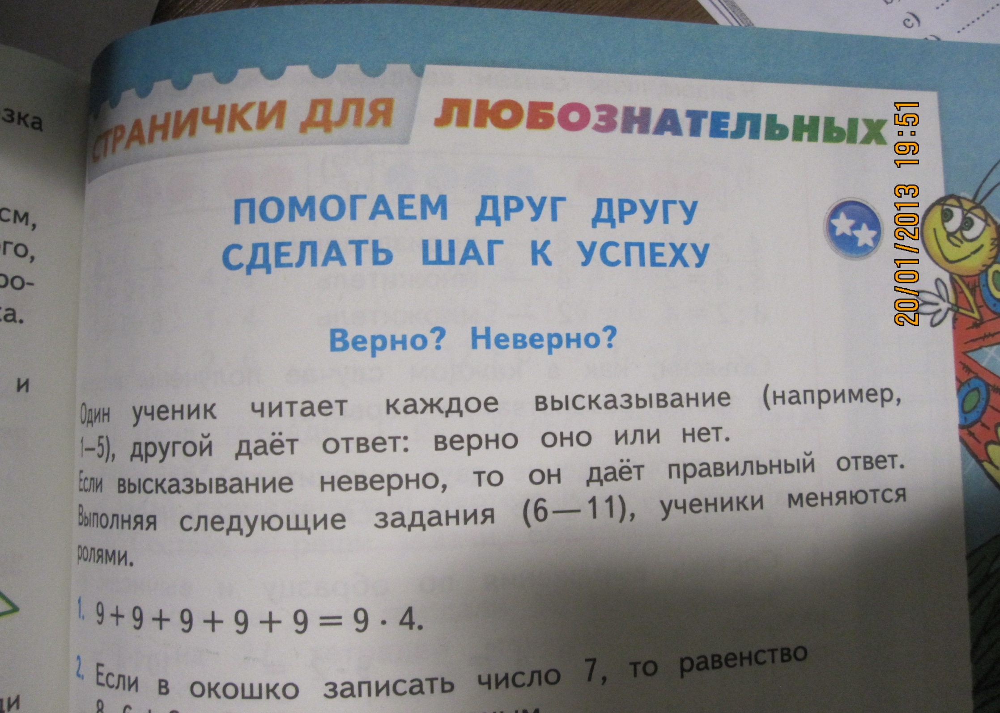 с)
зка
см,
го,
ро-
ка.
и
ди
СТРАНИЧКИ ДЛЯ ЛЮБОЗНАТЕЛЬНЫХ
ПОМОГАЕМ ДРУГ ДРУГУ
СДЕЛАТЬ ШАГ К УСПЕХУ
Верно? Неверно?
Один ученик читает каждое высказывание (например,
1–5), другой даёт ответ: верно оно или нет.
Если высказывание неверно, то он даёт правильный ответ.
Выполняя следующие задания (6—11), ученики меняются
ролями.
1. 9 + 9 + 9 + 9 + 9 = 9 · 4.
2. Если в окошко записать число 7, то равенство
20/01/2013 19:51